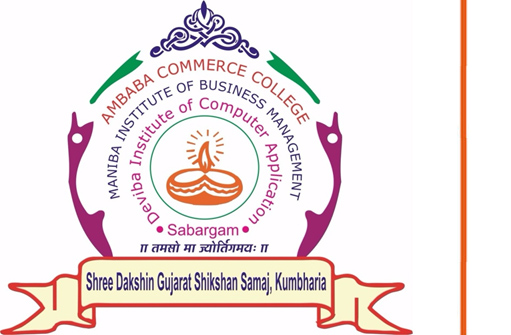 AMBABA COMMERCE COLLEGE
MANIBA INSTITUTE OF BUSINESS MANAGEMENT
Deviba Institute of Computer Application
• Sabargam •
॥ तमसो मा ज्योर्तिगमयः ॥
Shree Dakshin Gujarat Shikshan Samaj, Kumbharia